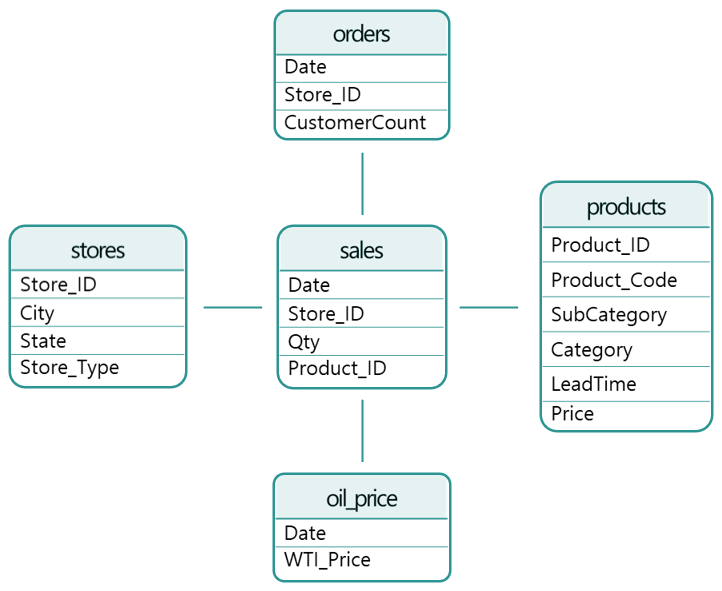 orders
Date
Store_ID
CustomerCount
stores
Store_ID
City
State
Store_Type
sales
Date
Store_ID
Qty
Product_ID
products
Product_ID
Product_Code
SubCategory
Category
LeadTime
Price
oil_price
Date
WTI_Price